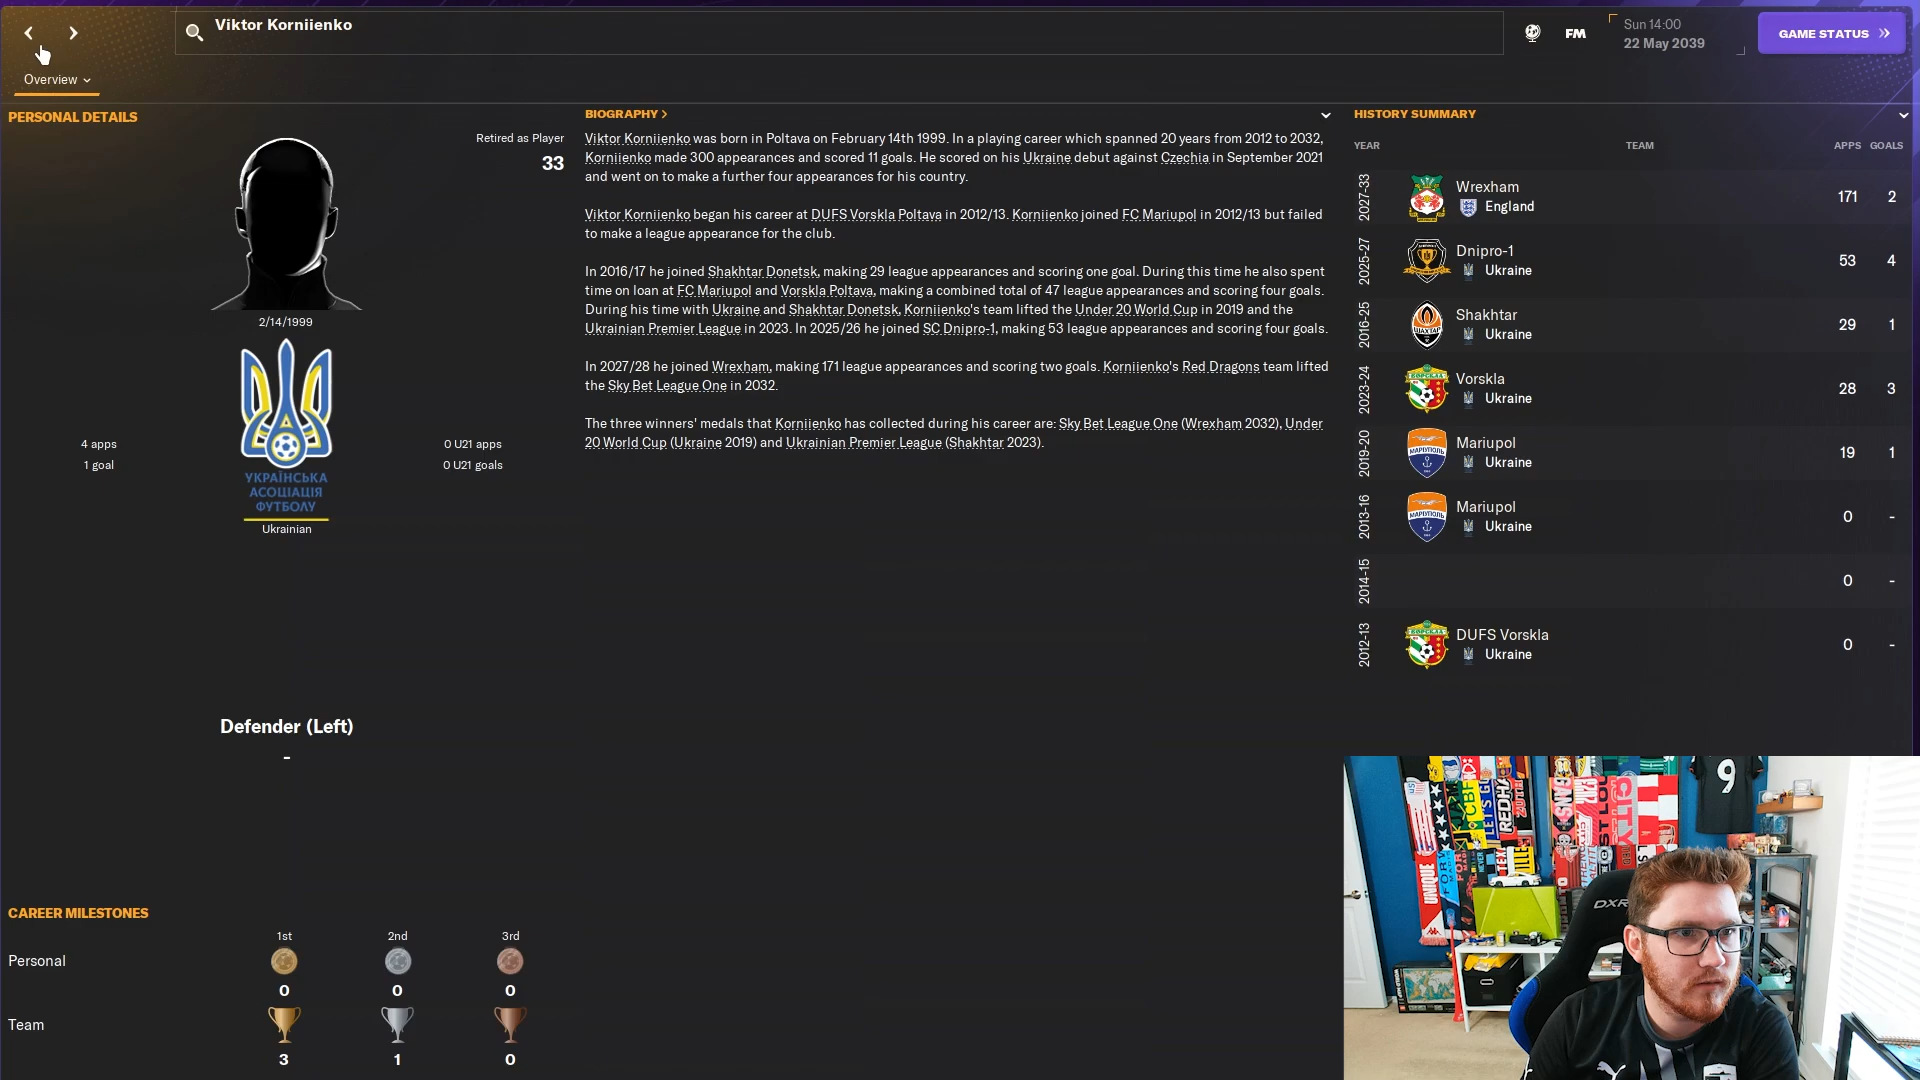 Viktor Korniienko
FM
Sun 14:00
22 May 2039
GAME STATUS
Overview
PERSONAL DETAILS
Retired as Player
33
2/14/1999
4 apps
1 goal
0 U21 apps
0 U21 goals
УКРАЇНСЬКА
АСОЦІАЦІЯ
ФУТБОЛУ
Ukrainian
Defender (Left)
-
CAREER MILESTONES
1st 2nd 3rd
Personal
0 0 0
Team
3 1 0
BIOGRAPHY
Viktor Korniienko was born in Poltava on February 14th 1999. In a playing career which spanned 20 years from 2012 to 2032,
Korniienko made 300 appearances and scored 11 goals. He scored on his Ukraine debut against Czechia in September 2021
and went on to make a further four appearances for his country.
Viktor Korniienko began his career at DUFS Vorskla Poltava in 2012/13. Korniienko joined FC Mariupol in 2012/13 but failed
to make a league appearance for the club.
In 2016/17 he joined Shakhtar Donetsk, making 29 league appearances and scoring one goal. During this time he also spent
time on loan at FC Mariupol and Vorskla Poltava, making a combined total of 47 league appearances and scoring four goals.
During his time with Ukraine and Shakhtar Donetsk, Korniienko's team lifted the Under 20 World Cup in 2019 and the
Ukrainian Premier League in 2023. In 2025/26 he joined SC Dnipro-1, making 53 league appearances and scoring four goals.
In 2027/28 he joined Wrexham, making 171 league appearances and scoring two goals. Korniienko's Red Dragons team lifted
the Sky Bet League One in 2032.
The three winners' medals that Korniienko has collected during his career are: Sky Bet League One (Wrexham 2032), Under
20 World Cup (Ukraine 2019) and Ukrainian Premier League (Shakhtar 2023).
HISTORY SUMMARY
YEAR TEAM APPS GOALS
2027-33 Wrexham 171 2
England
2025-27 Dnipro-1 53 4
Ukraine
2016-25 Shakhtar 29 1
Ukraine
2023-24 Vorskla 28 3
Ukraine
2019-20 Mariupol 19 1
Ukraine
2013-16 Mariupol 0 -
Ukraine
2014-15 0 -
2012-13 DUFS Vorskla 0 -
Ukraine
9
CITY
UNIQUE
REDHA
DXR